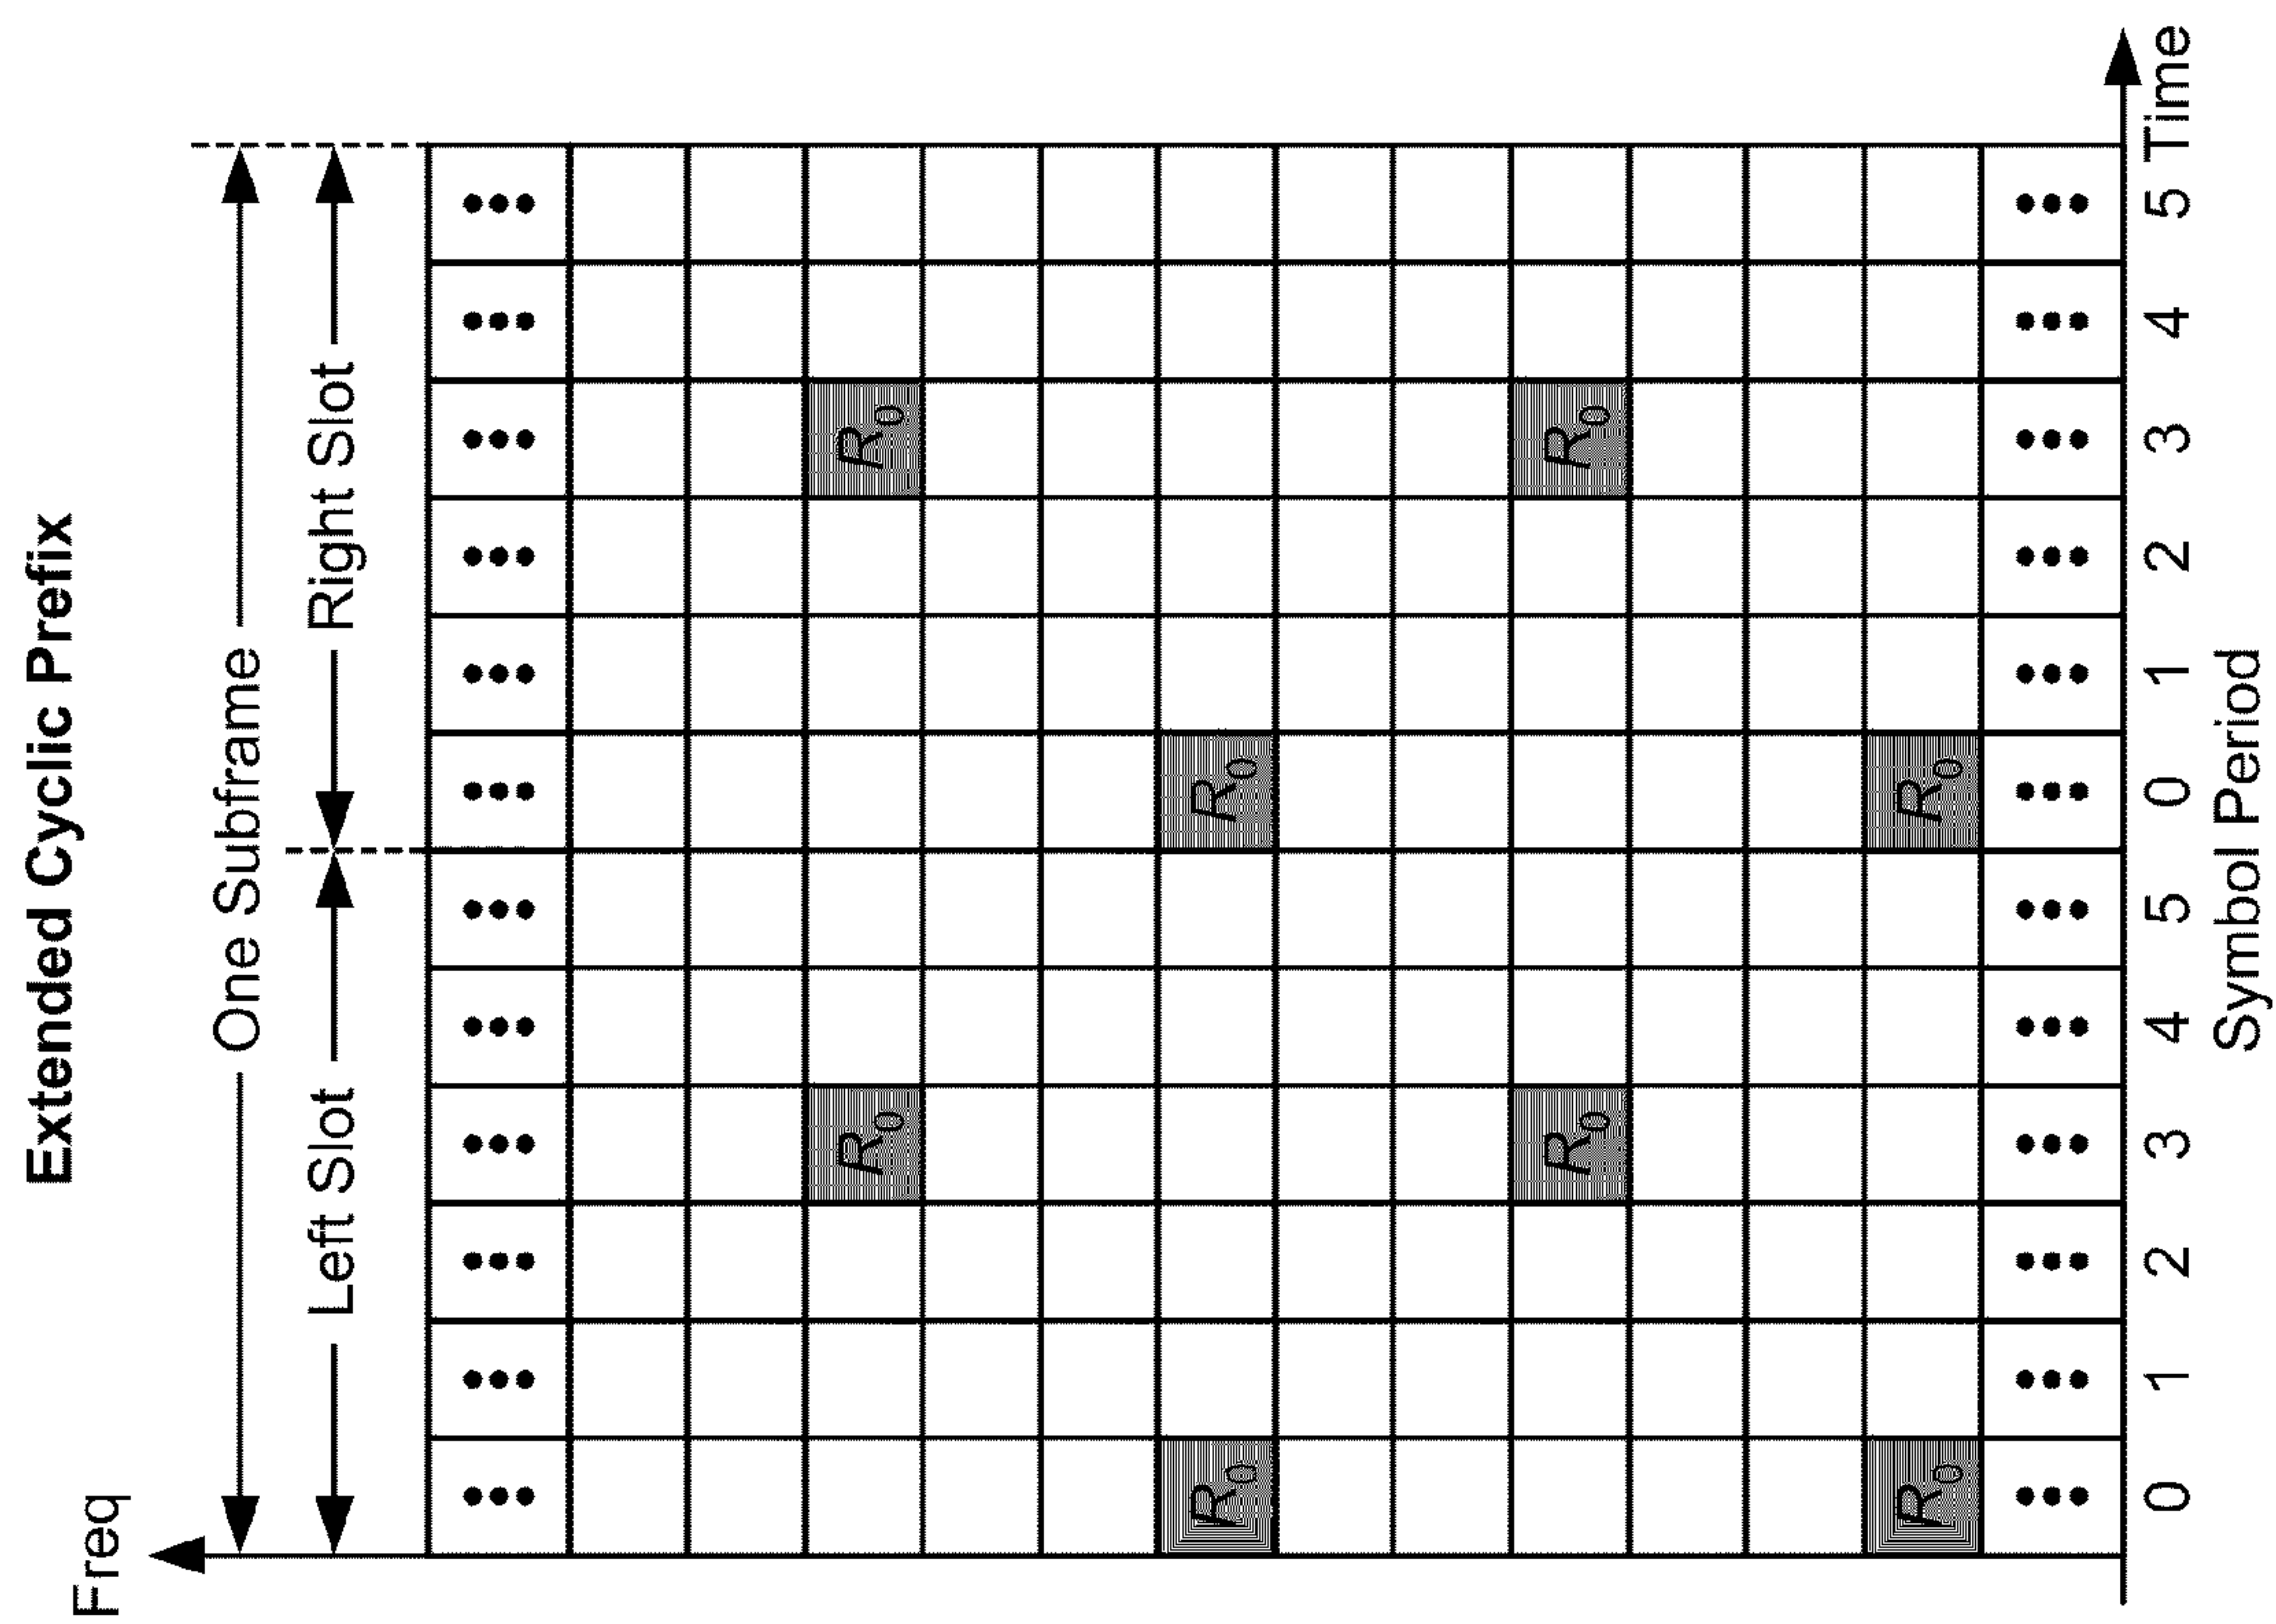 Extended Cyclic Prefix
One Subframe
Left Slot Right Slot
Freq
R0 R0
R0 R0
R0 R0
R0 R0
0 1 2 3 4 5 0 1 2 3 4 5 Time
Symbol Period